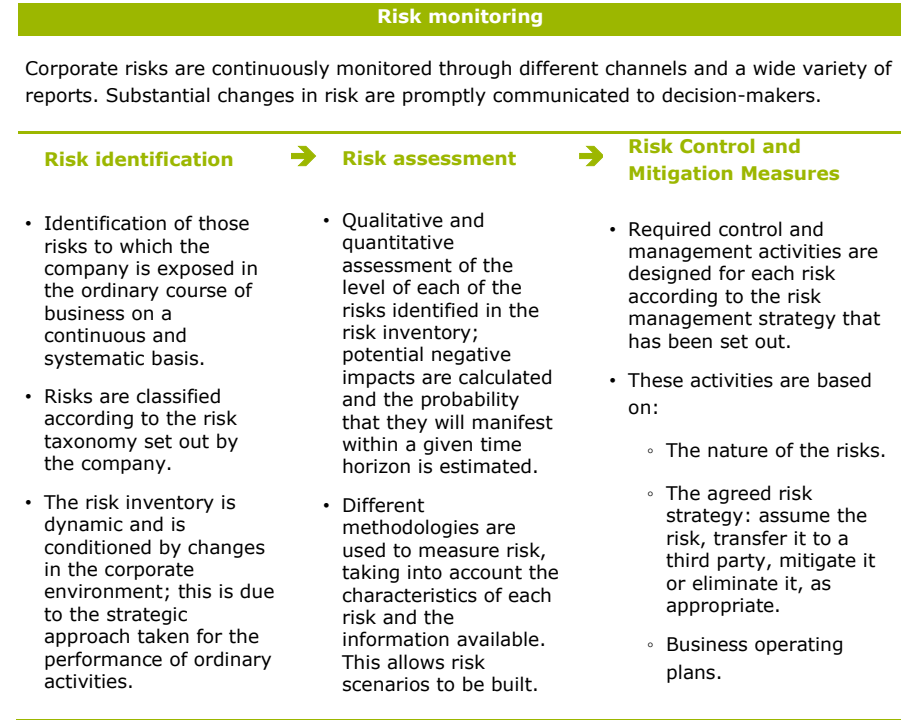 Risk monitoring
Corporate risks are continuously monitored through different channels and a wide variety of
reports. Substantial changes in risk are promptly communicated to decision-makers.
Risk identification
• Identification of those
risks to which the
company is exposed in
the ordinary course of
business on a
continuous and
systematic basis.
• Risks are classified
according to the risk
taxonomy set out by
the company.
• The risk inventory is
dynamic and is
conditioned by changes
in the corporate
environment; this is due
to the strategic
approach taken for the
performance of ordinary
activities.
➔ Risk assessment
• Qualitative and
quantitative
assessment of the
level of each of the
risks identified in the
risk inventory;
potential negative
impacts are calculated
and the probability
that they will manifest
within a given time
horizon is estimated.
• Different
methodologies are
used to measure risk,
taking into account the
characteristics of each
risk and the
information available.
This allows risk
scenarios to be built.
➔ Risk Control and
Mitigation Measures
• Required control and
management activities are
designed for each risk
according to the risk
management strategy that
has been set out.
• These activities are based
on:
◦ The nature of the risks.
◦ The agreed risk
strategy: assume the
risk, transfer it to a
third party, mitigate it
or eliminate it, as
appropriate.
◦ Business operating
plans.